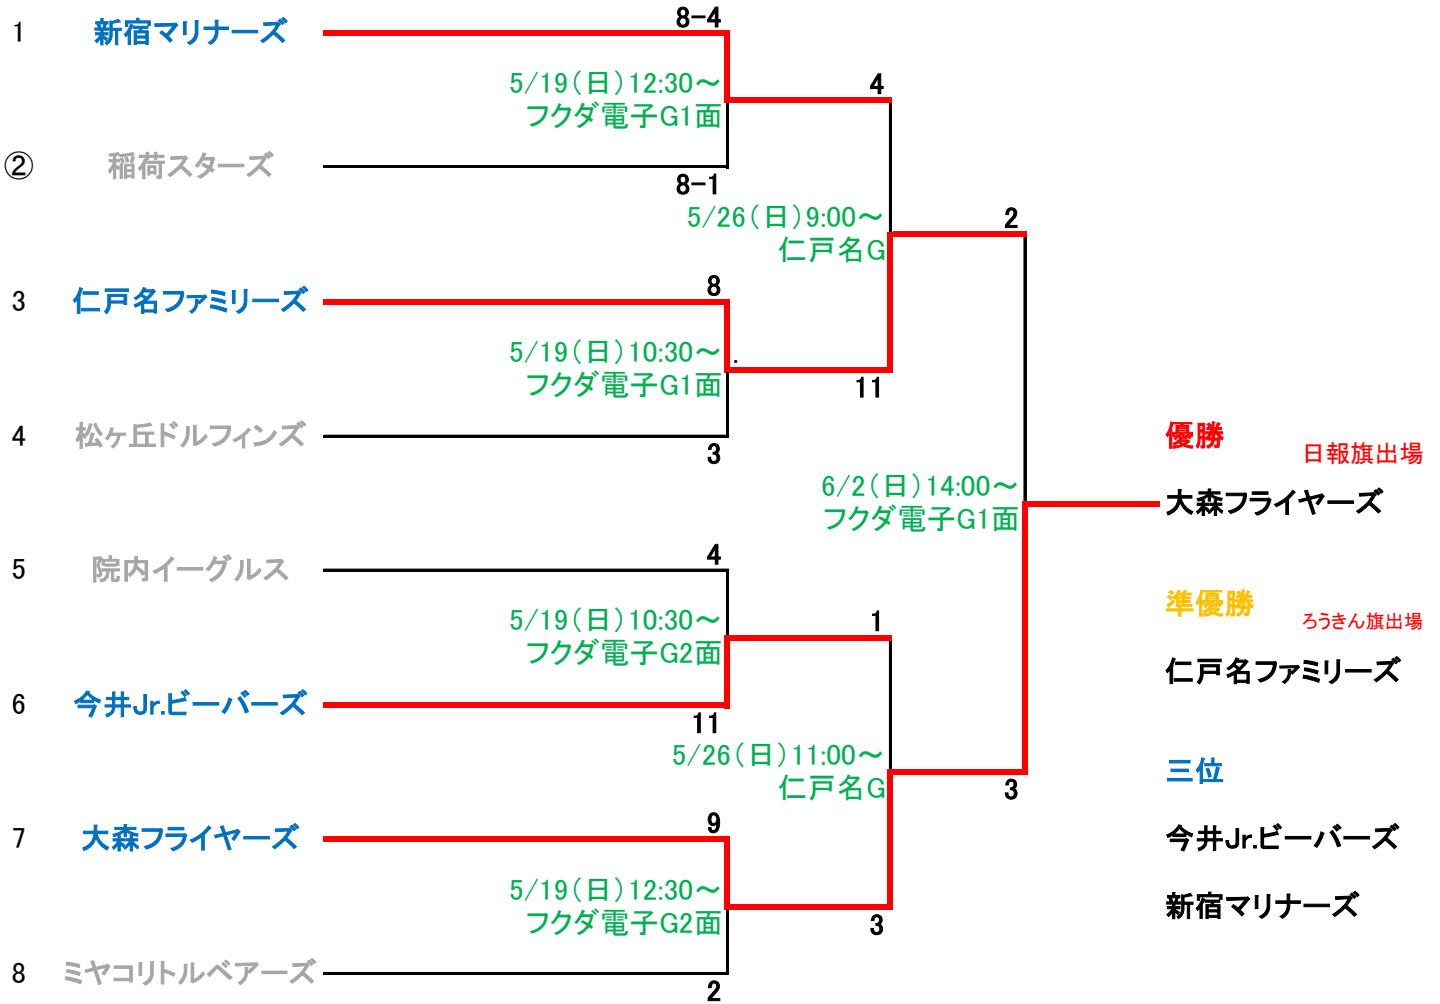 1 新宿マリナーズ 8-4
5/19(日)12:30～ 4
フクダ電子G1面
② 稲荷スターズ
8-1
5/26(日)9:00～ 2
仁戸名G
3 仁戸名ファミリーズ 8
5/19(日)10:30～ .
フクダ電子G1面 11
4 松ヶ丘ドルフィンズ 優勝
3 日報旗出場
6/2(日)14:00～
フクダ電子G1面 大森フライヤーズ
5 院内イーグルス 4
5/19(日)10:30～ 1 準優勝 ろうきん旗出場
フクダ電子G2面
仁戸名ファミリーズ
6 今井Jr.ビーバーズ
11
5/26(日)11:00～ 三位
仁戸名G 3
7 大森フライヤーズ 9 今井Jr.ビーバーズ
5/19(日)12:30～
フクダ電子G2面 3 新宿マリナーズ
8 ミヤコリトルベアーズ
2